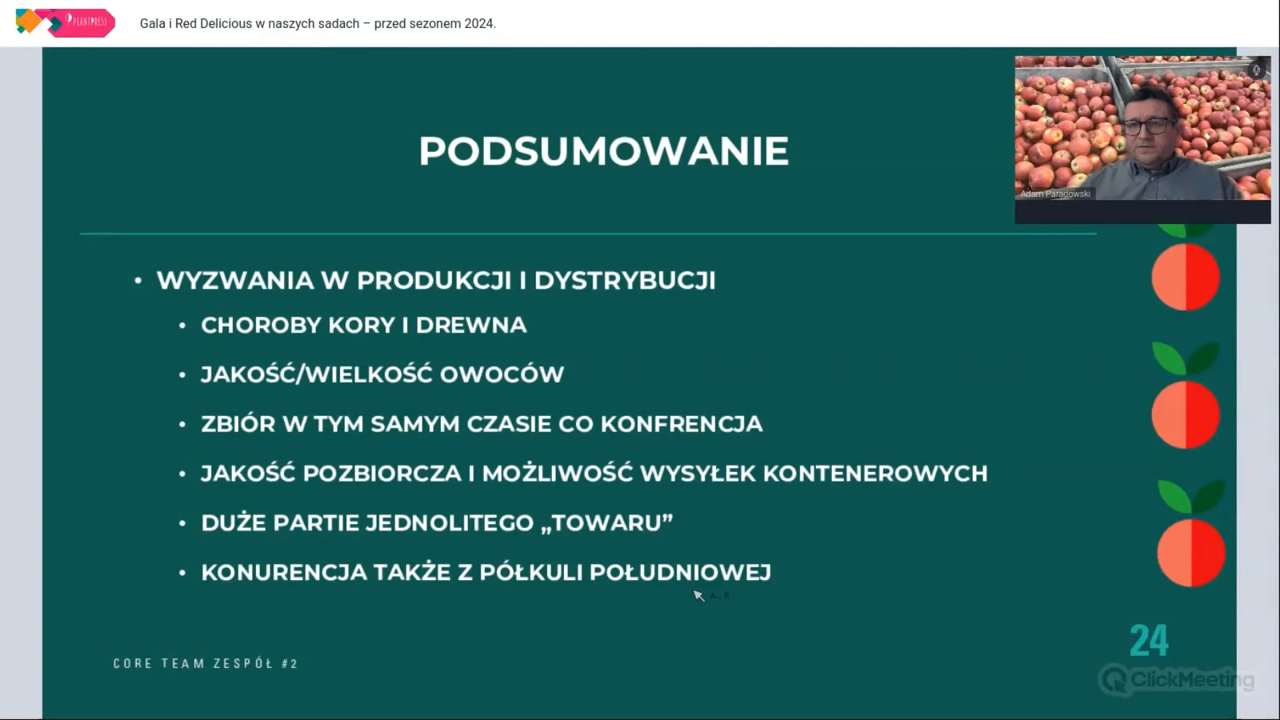 PLANTPRESS
Gala i Red Delicious w naszych sadach – przed sezonem 2024.
Adam Paradowski
PODSUMOWANIE
• WYZWANIA W PRODUKCJI I DYSTRYBUCJI
• CHOROBY KORY I DREWNA
• JAKOŚĆ/WIELKOŚĆ OWOCÓW
• ZBIÓR W TYM SAMYM CZASIE CO KONFRENCJA
• JAKOŚĆ POZBIORCZA I MOŻLIWOŚĆ WYSYŁEK KONTENEROWYCH
• DUŻE PARTIE JEDNOLITEGO „TOWARU”
• KONURENCJA TAKŻE Z PÓŁKULI POŁUDNIOWEJ
CORE TEAM ZESPÓŁ #2
24
ClickMeeting